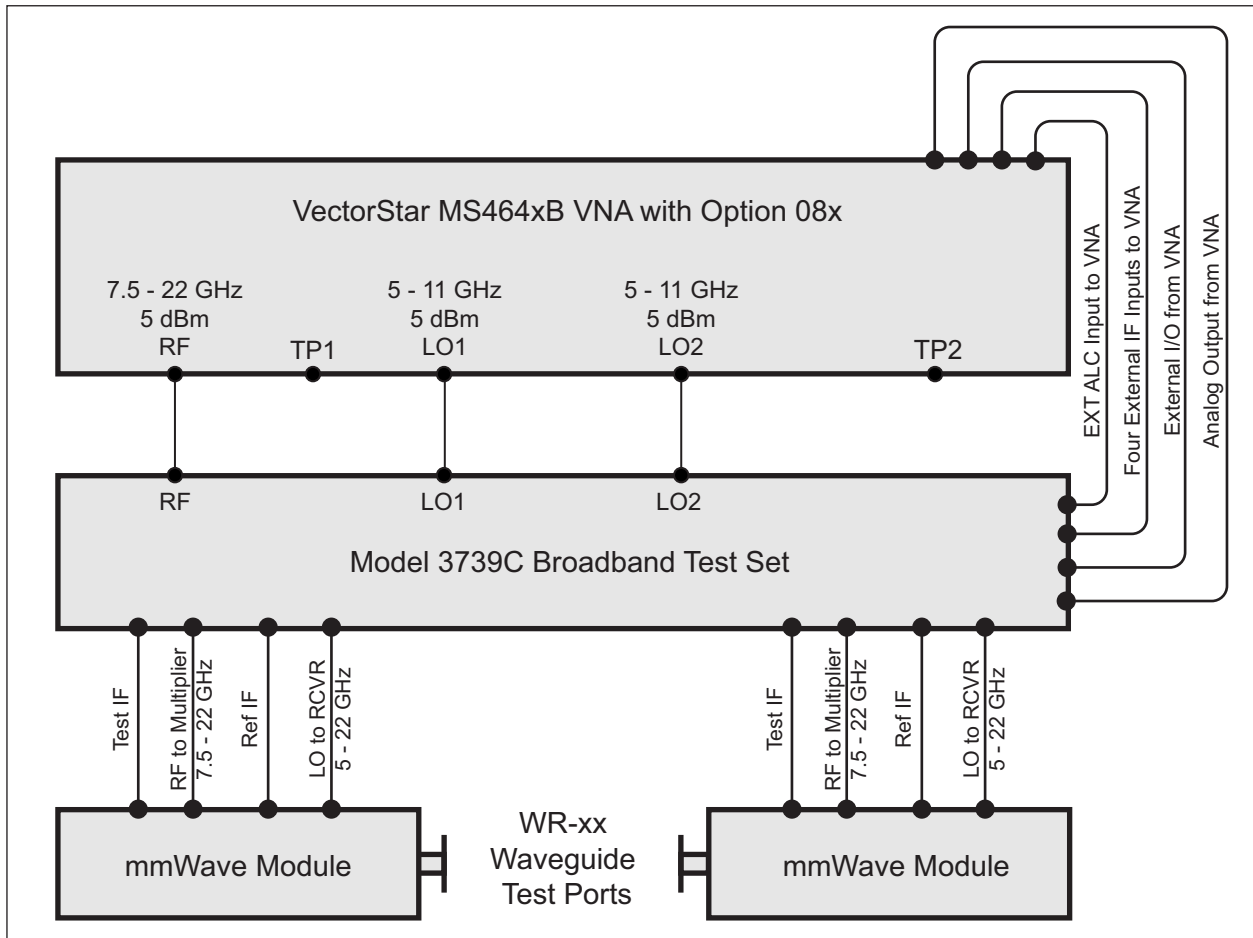 VectorStar MS464xB VNA with Option 08x
7.5 - 22 GHz
5 dBm
RF
TP1
5 - 11 GHz
5 dBm
LO1
5 - 11 GHz
5 dBm
LO2
TP2
EXT ALC Input to VNA
Four External IF Inputs to VNA
External I/O from VNA
Analog Output from VNA
RF
LO1
LO2
Model 3739C Broadband Test Set
Test IF
RF to Multiplier
7.5 - 22 GHz
Ref IF
LO to RCVR
5 - 22 GHz
Test IF
RF to Multiplier
7.5 - 22 GHz
Ref IF
LO to RCVR
5 - 22 GHz
mmWave Module
WR-xx
Waveguide
Test Ports
mmWave Module